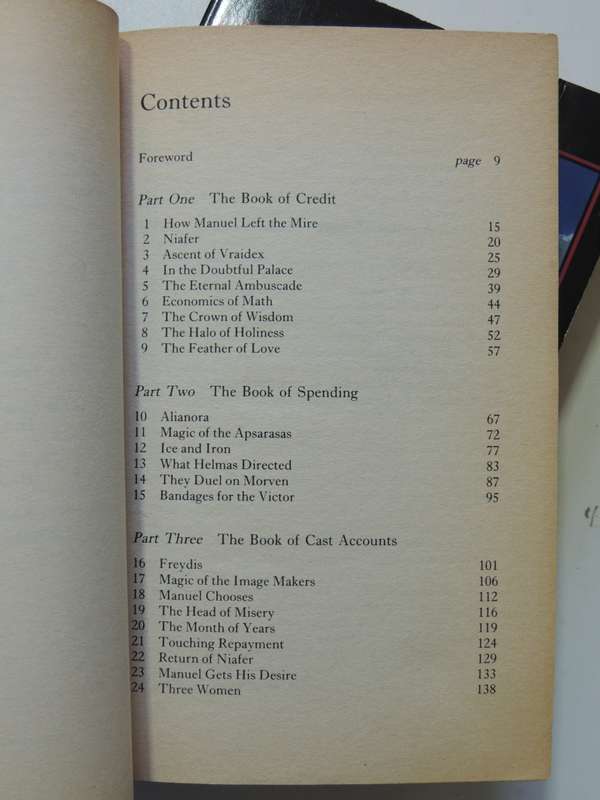 Contents
Foreword page 9
Part One The Book of Credit
1 How Manuel Left the Mire 15
2 Niafer 20
3 Ascent of Vraidex 25
4 In the Doubtful Palace 29
5 The Eternal Ambuscade 39
6 Economics of Math 44
7 The Crown of Wisdom 47
8 The Halo of Holiness 52
9 The Feather of Love 57
Part Two The Book of Spending
10 Alianora 67
11 Magic of the Apsarasas 72
12 Ice and Iron 77
13 What Helmas Directed 83
14 They Duel on Morven 87
15 Bandages for the Victor 95
Part Three The Book of Cast Accounts
16 Freydis 101
17 Magic of the Image Makers 106
18 Manuel Chooses 112
19 The Head of Misery 116
20 The Month of Years 119
21 Touching Repayment 124
22 Return of Niafer 129
23 Manuel Gets His Desire 133
24 Three Women 138